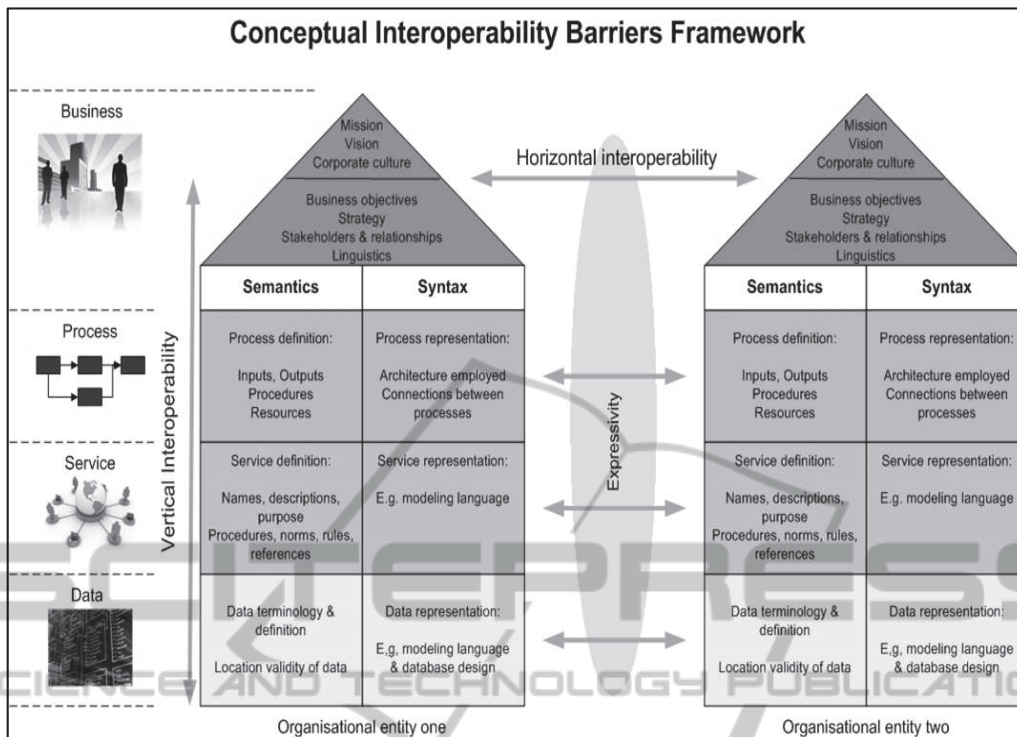 Conceptual Interoperability Barriers Framework
Business
Mission
Vision
Corporate culture
Business objectives
Strategy
Stakeholders & relationships
Linguistics
Horizontal interoperability
Mission
Vision
Corporate culture
Business objectives
Strategy
Stakeholders & relationships
Linguistics
Vertical Interoperability
Semantics
Syntax
Expressivity
Semantics
Syntax
Process
Process definition:
Inputs, Outputs
Procedures
Resources
Process representation:
Architecture employed
Connections between
processes
Process definition:
Inputs, Outputs
Procedures
Resources
Process representation:
Architecture employed
Connections between
processes
Service
Service definition:
Names, descriptions,
purpose
Procedures, norms, rules,
references
Service representation:
E.g. modeling language
Service definition:
Names, descriptions,
purpose
Procedures, norms, rules,
references
Service representation:
E.g. modeling language
Data
Data terminology &
definition
Location validity of data
Data representation:
E,g, modeling language
& database design
Data terminology &
definition
Location validity of data
Data representation:
E,g, modeling language
& database design
Organisational entity one
Organisational entity two
SCITEPRESS
SCIENCE AND TECHNOLOGY PUBLICATIO